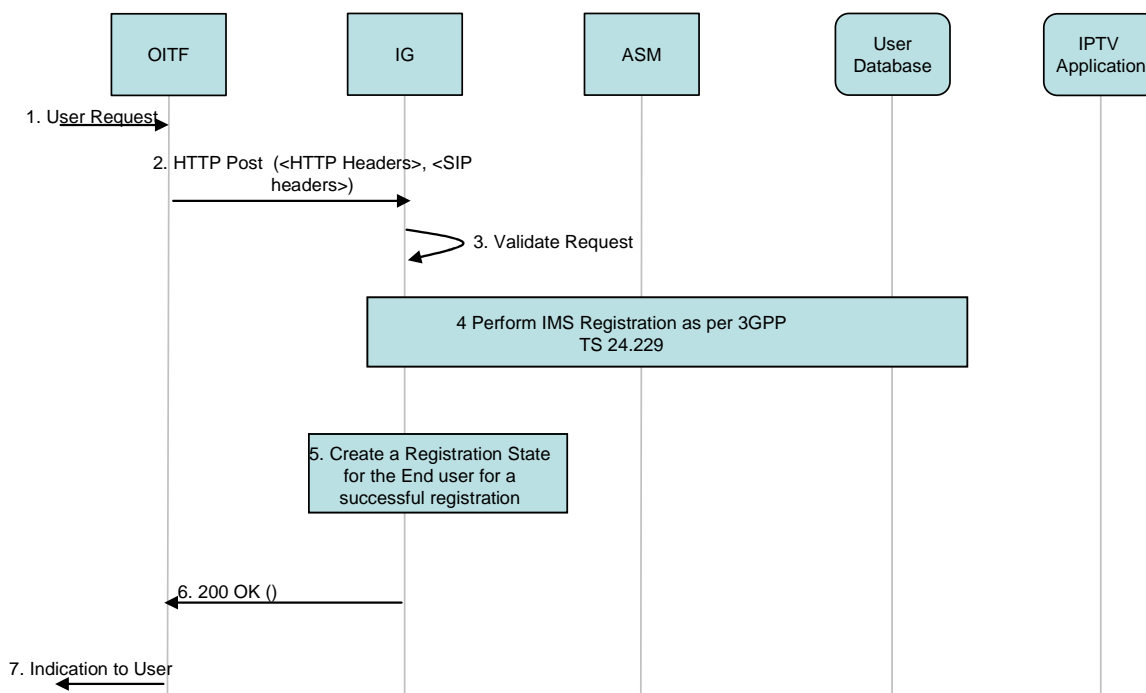 OITF
IG
ASM
User
Database
IPTV
Application
1. User Request
2. HTTP Post (<HTTP Headers>, <SIP
headers>)
3. Validate Request
4 Perform IMS Registration as per 3GPP
TS 24.229
5. Create a Registration State
for the End user for a
successful registration
6. 200 OK ()
7. Indication to User